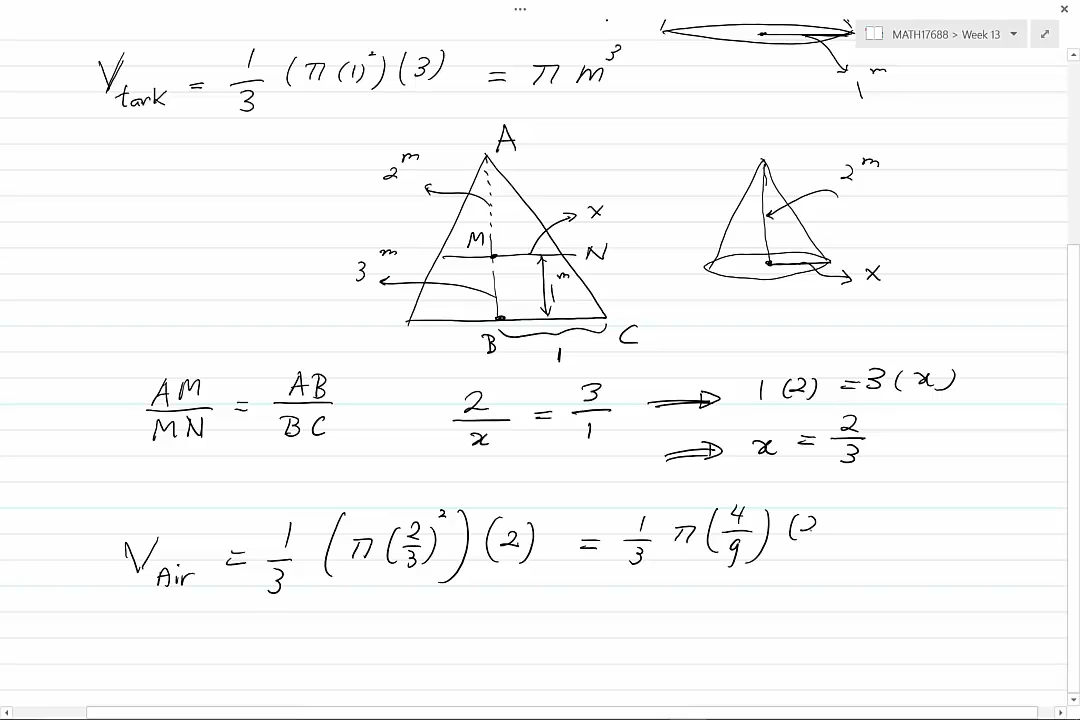 MATH17688 > Week 13
V_tank = 1/3 (π(1)²)(3) = π m³
1 m
A
2 m
2 m
x
M
N
3 m
1 m
x
B
C
1
AM/MN = AB/BC 2/x = 3/1 ⟹ 1(2) = 3(x)
⟹ x = 2/3
V_Air = 1/3 (π(2/3)²)(2) = 1/3 π(4/9)(2